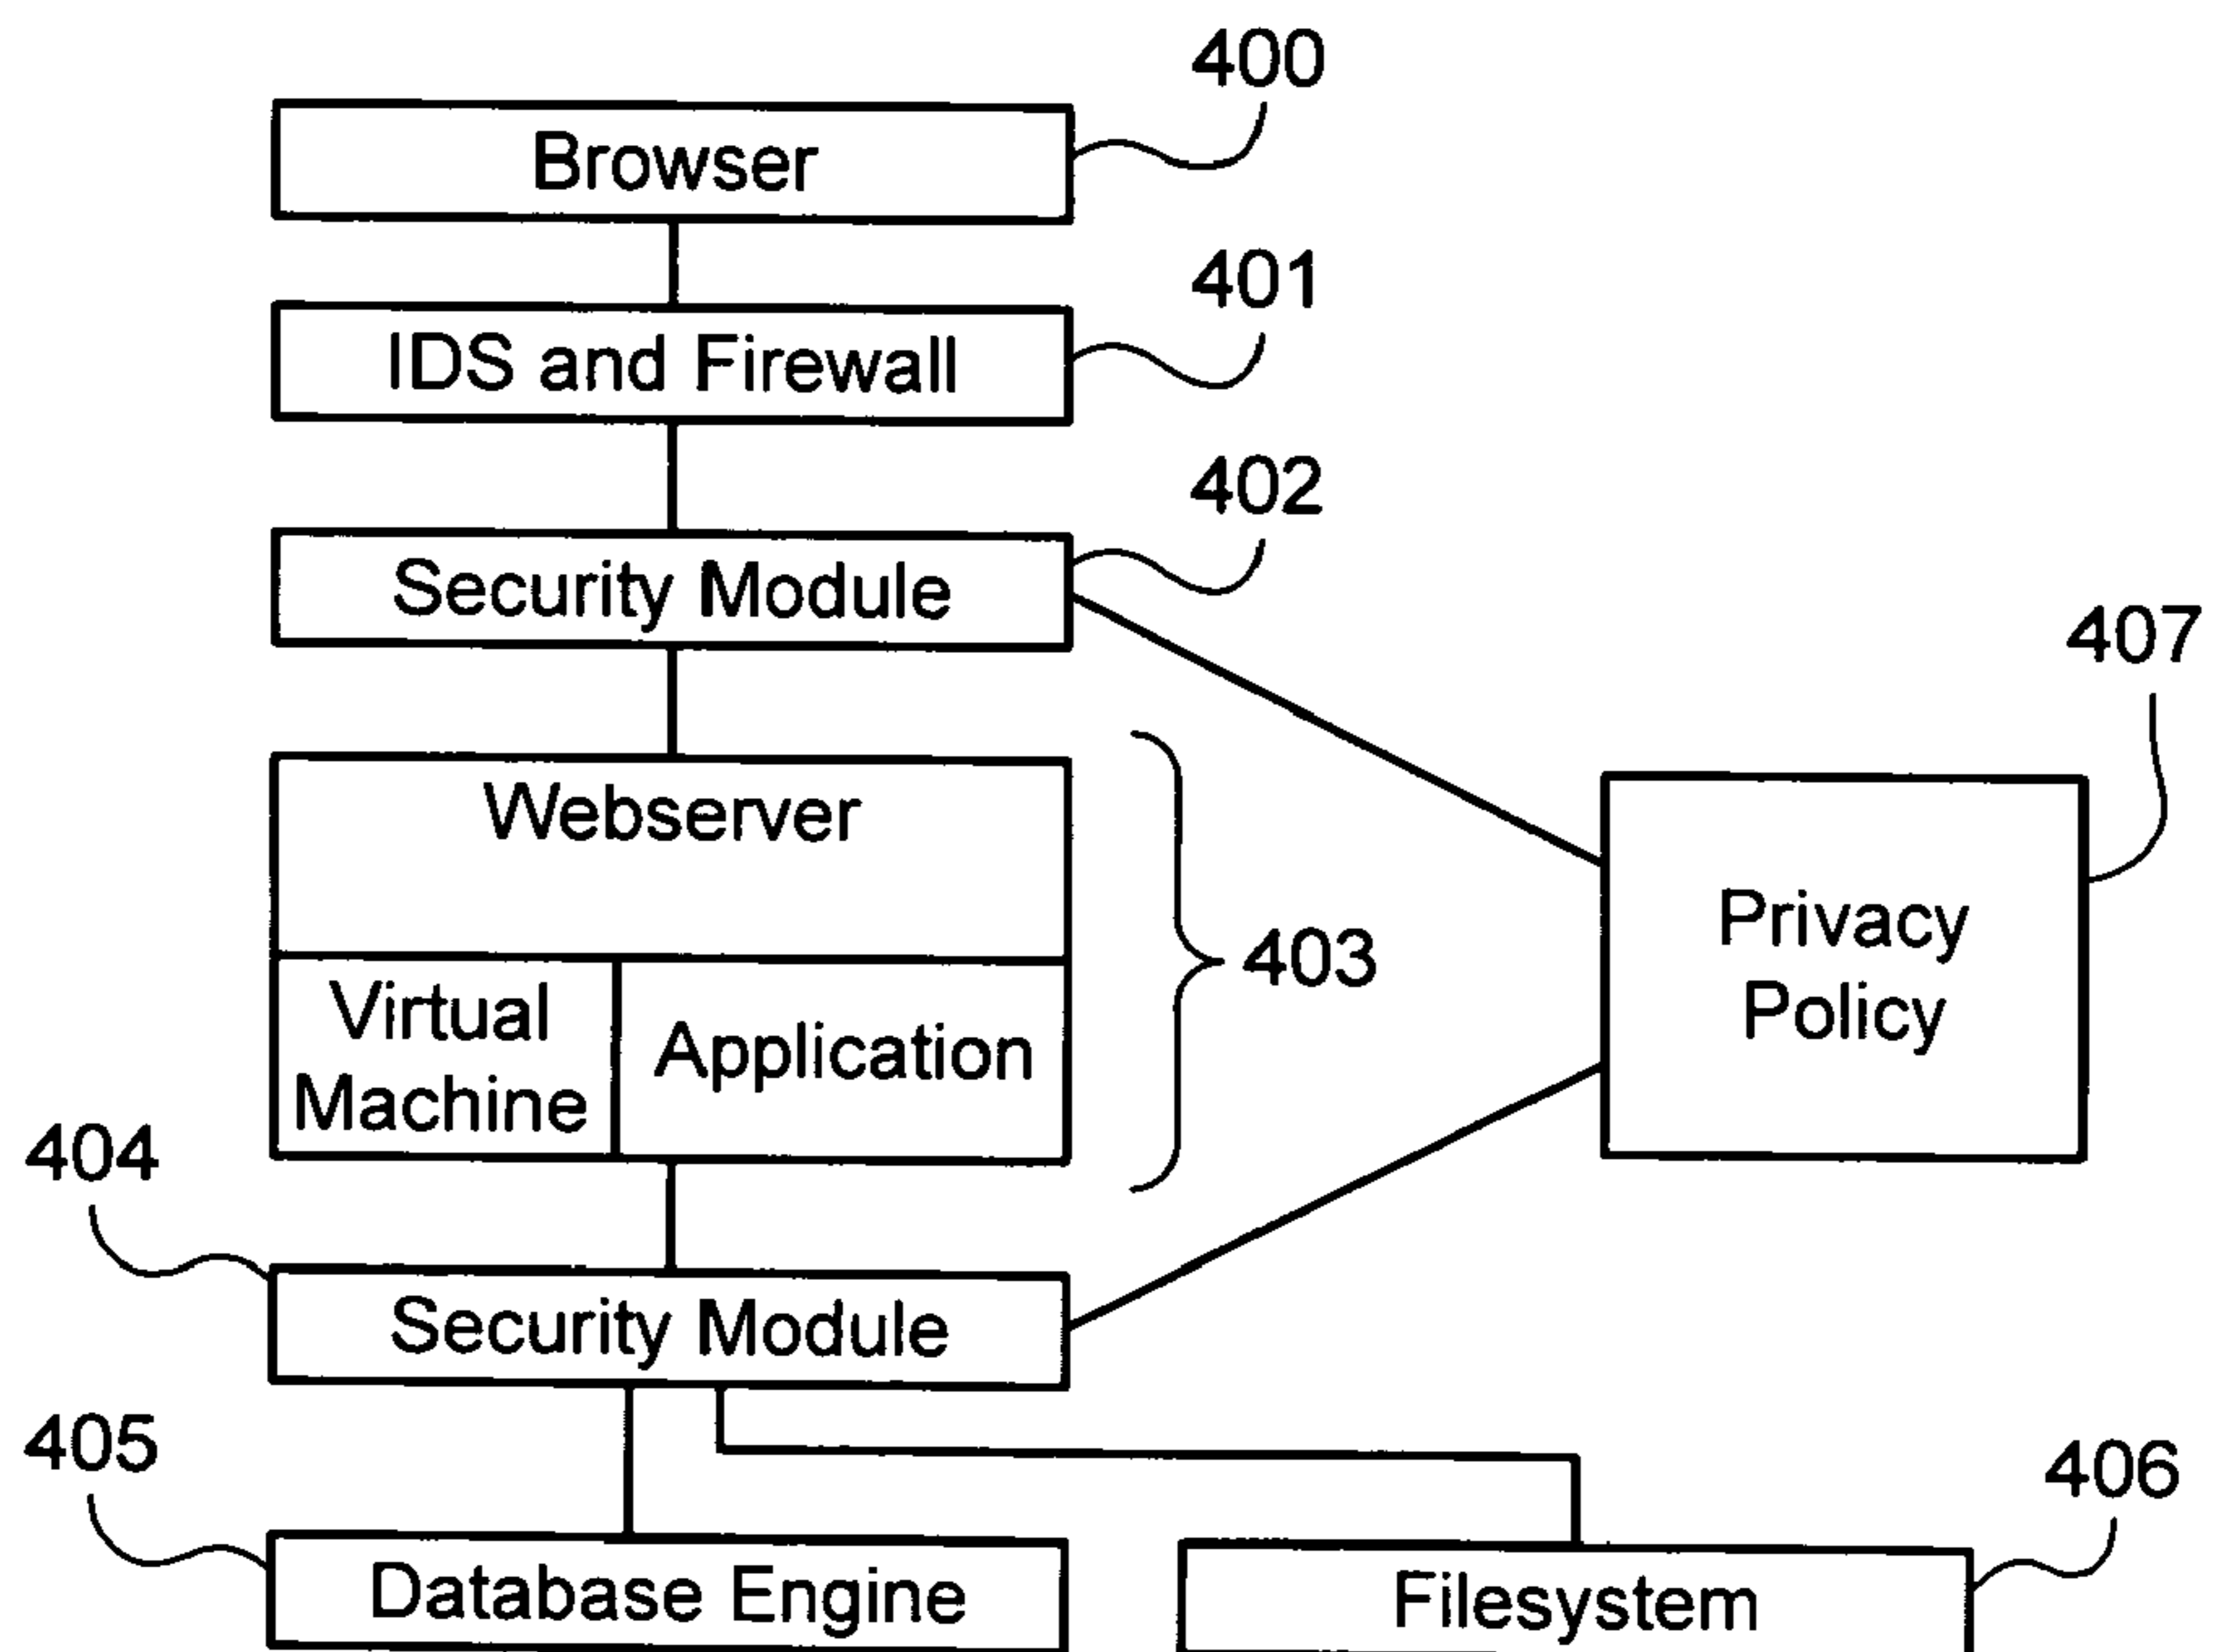 400
Browser
401
IDS and Firewall
402
Security Module
407
Webserver
403
Privacy
Policy
Virtual
Machine
Application
404
Security Module
405
406
Database Engine
Filesystem